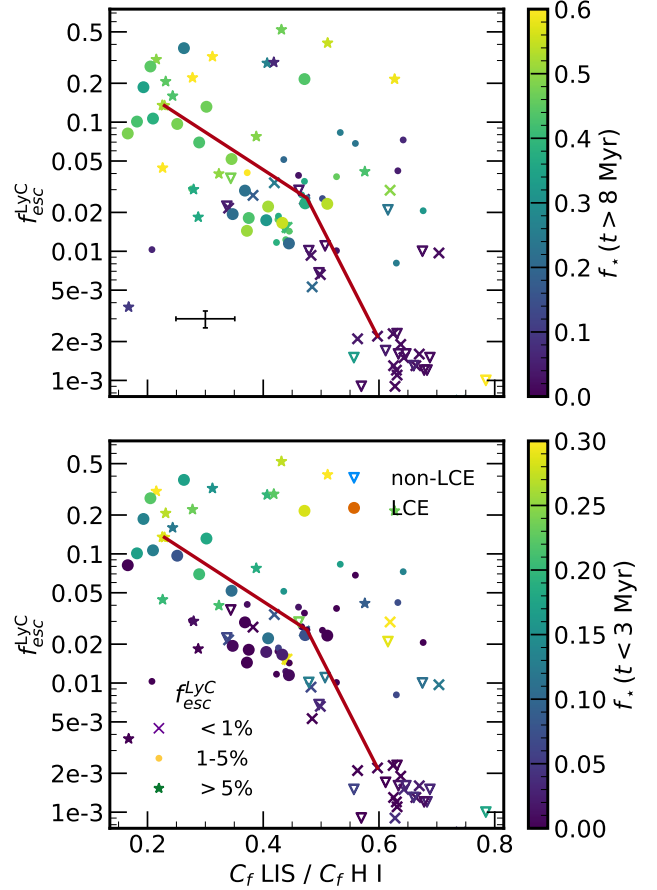 0.5
0.1
0.05
0.02
0.01
5e-3
2e-3
1e-3
f_esc^LyC
0.6
0.5
0.4
0.3
0.2
0.1
0.0
f⋆(t > 8 Myr)
0.5
0.1
0.05
0.02
0.01
5e-3
2e-3
1e-3
f_esc^LyC
non-LCE
LCE
f_esc^LyC
< 1%
1-5%
> 5%
0.30
0.25
0.20
0.15
0.10
0.05
0.00
f⋆(t < 3 Myr)
0.2 0.4 0.6 0.8
C_f LIS / C_f H I